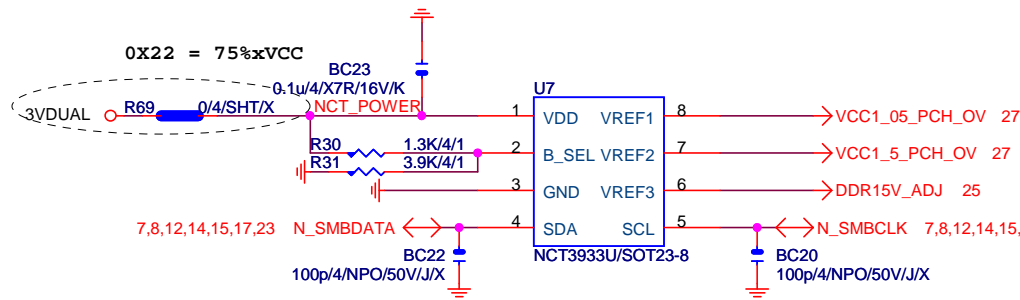 0X22 = 75%xVCC
BC23
0.1u/4/X7R/16V/K
U7
3VDUAL R69 0/4/SHT/X NCT_POWER
1 VDD VREF1 8 VCC1_05_PCH_OV 27
R30 1.3K/4/1
2 B_SEL VREF2 7 VCC1_5_PCH_OV 27
R31 3.9K/4/1
3 GND VREF3 6 DDR15V_ADJ 25
7,8,12,14,15,17,23 N_SMBDATA 4 SDA SCL 5 N_SMBCLK 7,8,12,14,15,
BC22 NCT3933U/SOT23-8 BC20
100p/4/NPO/50V/J/X 100p/4/NPO/50V/J/X